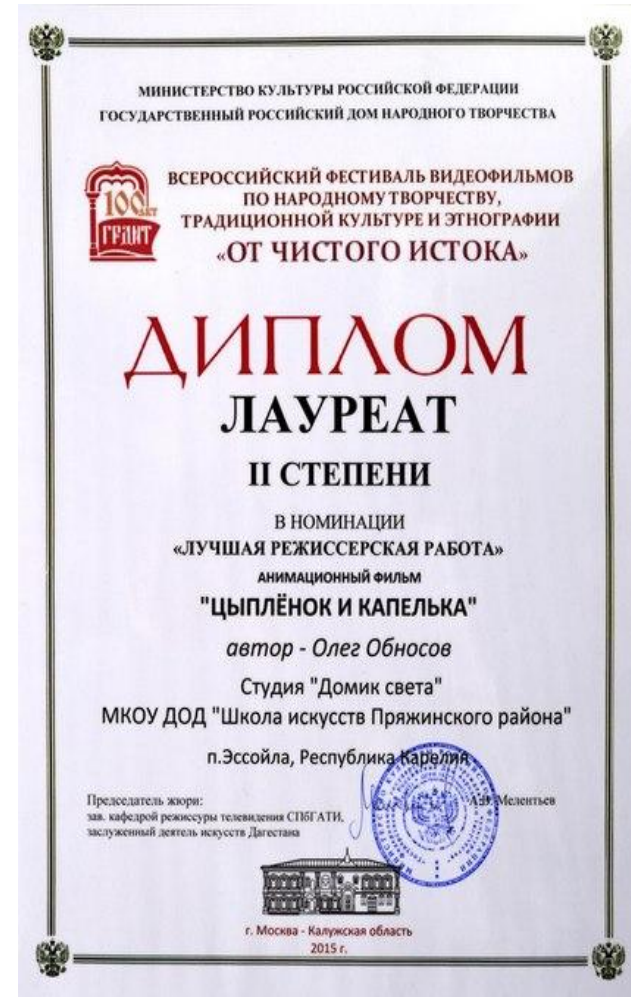 МИНИСТЕРСТВО КУЛЬТУРЫ РОССИЙСКОЙ ФЕДЕРАЦИИ
ГОСУДАРСТВЕННЫЙ РОССИЙСКИЙ ДОМ НАРОДНОГО ТВОРЧЕСТВА
100 ЛЕТ
ГРДНТ
ВСЕРОССИЙСКИЙ ФЕСТИВАЛЬ ВИДЕОФИЛЬМОВ
ПО НАРОДНОМУ ТВОРЧЕСТВУ,
ТРАДИЦИОННОЙ КУЛЬТУРЕ И ЭТНОГРАФИИ
«ОТ ЧИСТОГО ИСТОКА»
ДИПЛОМ
ЛАУРЕАТ
II СТЕПЕНИ
В НОМИНАЦИИ
«ЛУЧШАЯ РЕЖИССЕРСКАЯ РАБОТА»
АНИМАЦИОННЫЙ ФИЛЬМ
"ЦЫПЛЁНОК И КАПЕЛЬКА"
автор - Олег Обносов
Студия "Домик света"
МКОУ ДОД "Школа искусств Пряжинского района"
п.Эссойла, Республика Карелия
Председатель жюри:
зав. кафедрой режиссуры телевидения СПбГАТИ,
заслуженный деятель искусств Дагестана
Мелентьев
г. Москва - Калужская область
2015 г.